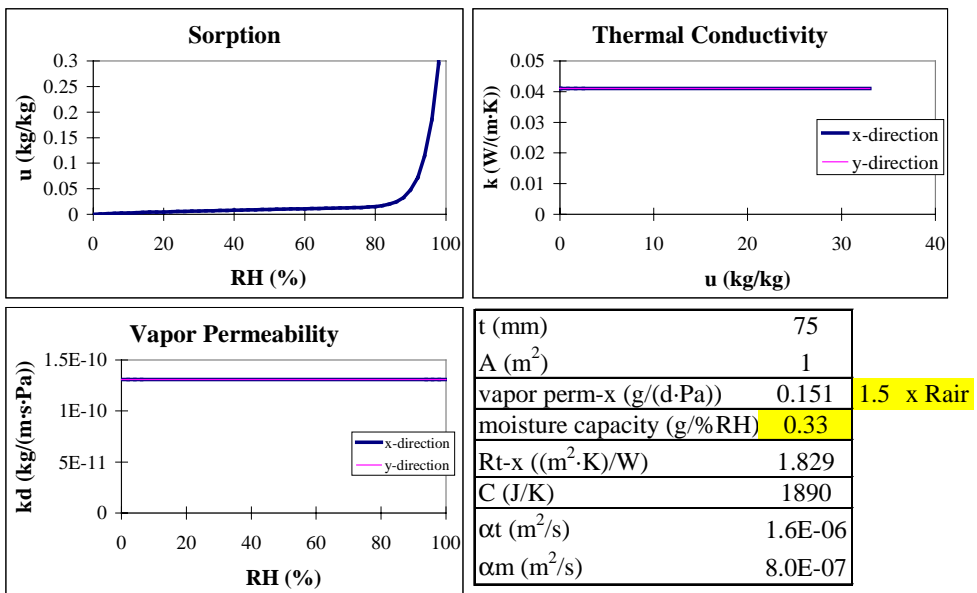 Sorption
0.3
0.25
0.2
0.15
0.1
0.05
0
u (kg/kg)
0 20 40 60 80 100
RH (%)
Thermal Conductivity
0.05
0.04
0.03
0.02
0.01
0
k (W/(m·K))
x-direction
y-direction
0 10 20 30 40
u (kg/kg)
Vapor Permeability
1.5E-10
1E-10
5E-11
0
kd (kg/(m·s·Pa))
x-direction
y-direction
0 20 40 60 80 100
RH (%)
t (mm) 75
A (m²) 1
vapor perm-x (g/(d·Pa)) 0.151 1.5 x Rair
moisture capacity (g/%RH) 0.33
Rt-x ((m²·K)/W) 1.829
C (J/K) 1890
αt (m²/s) 1.6E-06
αm (m²/s) 8.0E-07